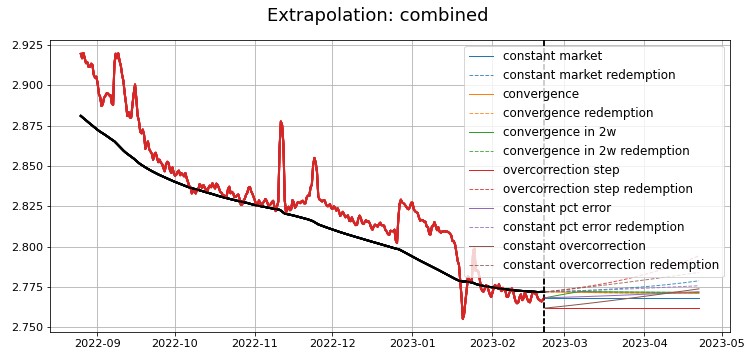 Extrapolation: combined
2.925
2.900
2.875
2.850
2.825
2.800
2.775
2.750
constant market
constant market redemption
convergence
convergence redemption
convergence in 2w
convergence in 2w redemption
overcorrection step
overcorrection step redemption
constant pct error
constant pct error redemption
constant overcorrection
constant overcorrection redemption
2022-09 2022-10 2022-11 2022-12 2023-01 2023-02 2023-03 2023-04 2023-05